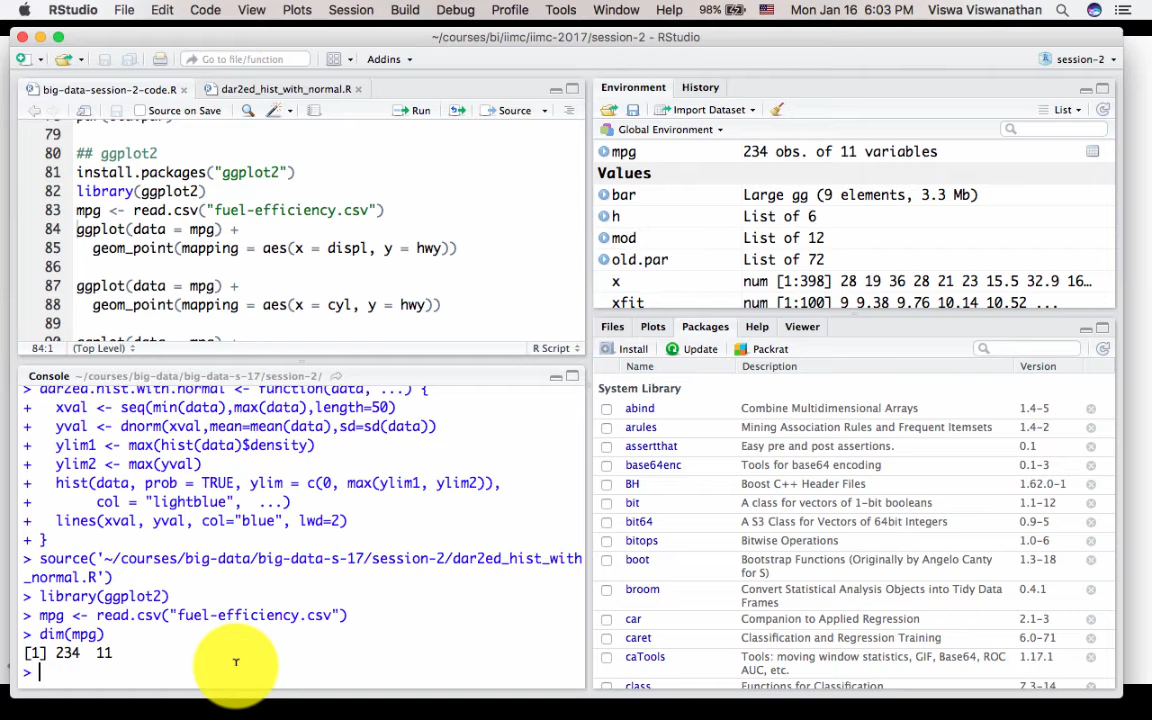 RStudio File Edit Code View Plots Session Build Debug Profile Tools Window Help 98% Mon Jan 16 6:03 PM Viswa Viswanathan
~/courses/bi/iimc-2017/session-2 - RStudio
Go to file/function Addins session-2
big-data-session-2-code.R dar2ed_hist_with_normal.R
Source on Save Run Source
79
80 ## ggplot2
81 install.packages("ggplot2")
82 library(ggplot2)
83 mpg <- read.csv("fuel-efficiency.csv")
84 ggplot(data = mpg) +
85 geom_point(mapping = aes(x = displ, y = hwy))
86
87 ggplot(data = mpg) +
88 geom_point(mapping = aes(x = cyl, y = hwy))
89
84:1 (Top Level) R Script
Console ~/courses/big-data/big-data-s-17/session-2/
> dar2ed.hist.with.normal <- function(data, ...) {
+ xval <- seq(min(data),max(data),length=50)
+ yval <- dnorm(xval,mean=mean(data),sd=sd(data))
+ ylim1 <- max(hist(data)$density)
+ ylim2 <- max(yval)
+ hist(data, prob = TRUE, ylim = c(0, max(ylim1, ylim2)),
+ col = "lightblue", ...)
+ lines(xval, yval, col="blue", lwd=2)
+ }
> source('~/courses/big-data/big-data-s-17/session-2/dar2ed_hist_with
_normal.R')
> library(ggplot2)
> mpg <- read.csv("fuel-efficiency.csv")
> dim(mpg)
[1] 234 11
>
Environment History
Import Dataset List
Global Environment
mpg 234 obs. of 11 variables
Values
bar Large gg (9 elements, 3.3 Mb)
h List of 6
mod List of 12
old.par List of 72
x num [1:398] 28 19 36 28 21 23 15.5 32.9 16…
xfit num [1:100] 9 9.38 9.76 10.14 10.52 ...
Files Plots Packages Help Viewer
Install Update Packrat
Name Description Version
System Library
abind Combine Multidimensional Arrays 1.4-5
arules Mining Association Rules and Frequent Itemsets 1.4-2
assertthat Easy pre and post assertions. 0.1
base64enc Tools for base64 encoding 0.1-3
BH Boost C++ Header Files 1.62.0-1
bit A class for vectors of 1-bit booleans 1.1-12
bit64 A S3 Class for Vectors of 64bit Integers 0.9-5
bitops Bitwise Operations 1.0-6
boot Bootstrap Functions (Originally by Angelo Canty 1.3-18
for S)
broom Convert Statistical Analysis Objects into Tidy Data 0.4.1
Frames
car Companion to Applied Regression 2.1-3
caret Classification and Regression Training 6.0-71
caTools Tools: moving window statistics, GIF, Base64, ROC 1.17.1
AUC, etc.
class Functions for Classification 7.3-14